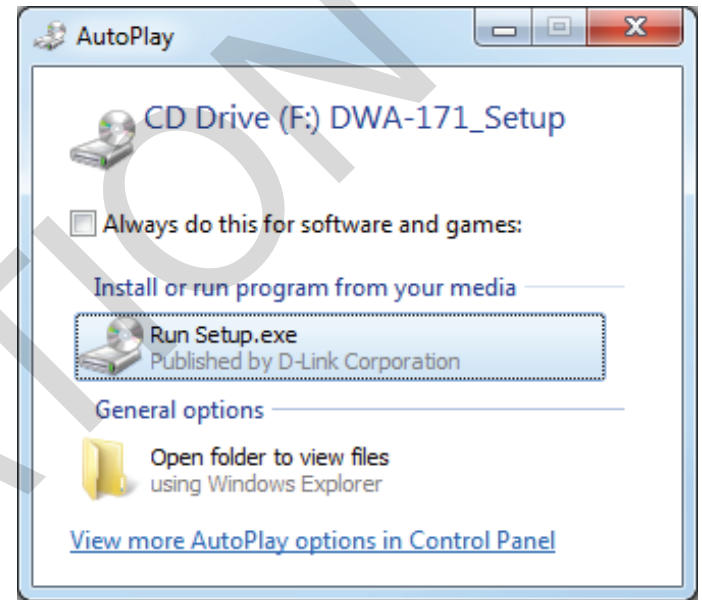 AutoPlay
CD Drive (F:) DWA-171_Setup
Always do this for software and games:
Install or run program from your media
Run Setup.exe
Published by D-Link Corporation
General options
Open folder to view files
using Windows Explorer
View more AutoPlay options in Control Panel